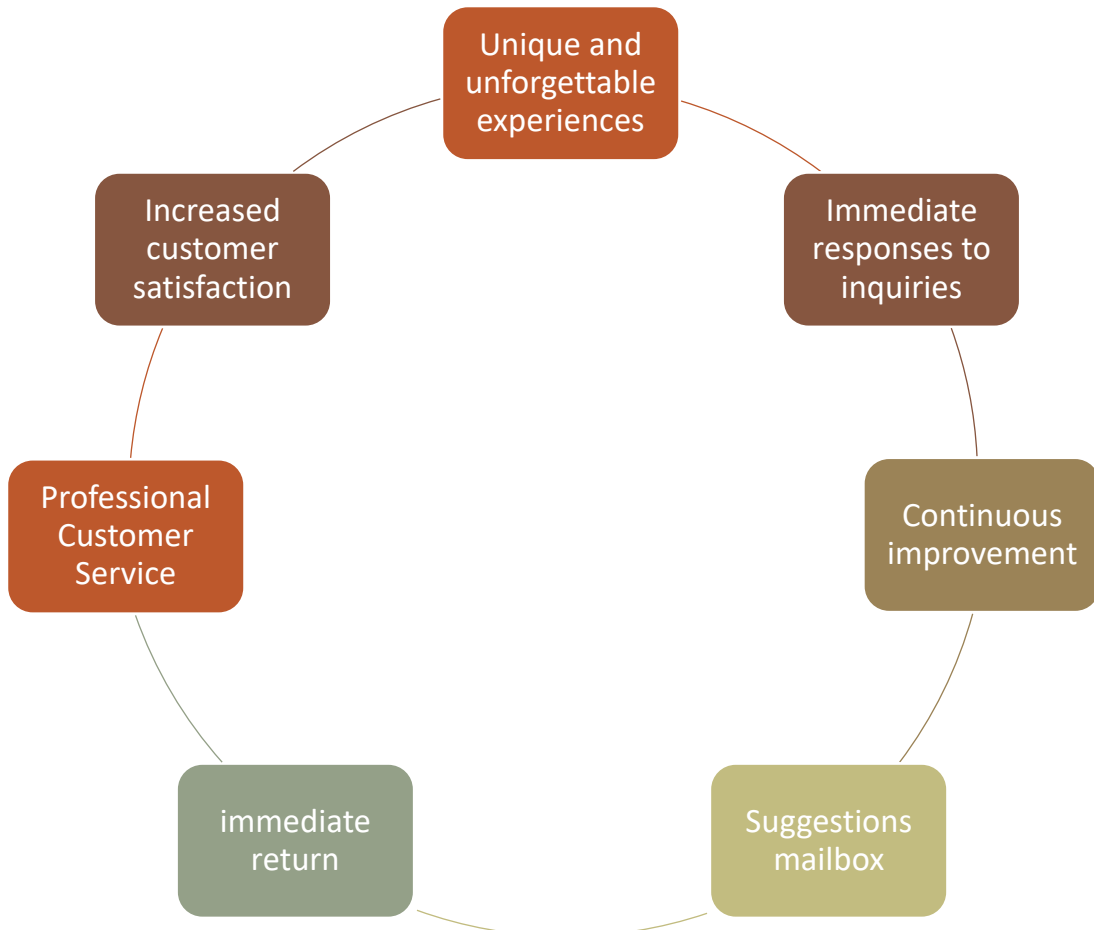 Unique and
unforgettable
experiences
Immediate
responses to
inquiries
Continuous
improvement
Suggestions
mailbox
immediate
return
Professional
Customer
Service
Increased
customer
satisfaction